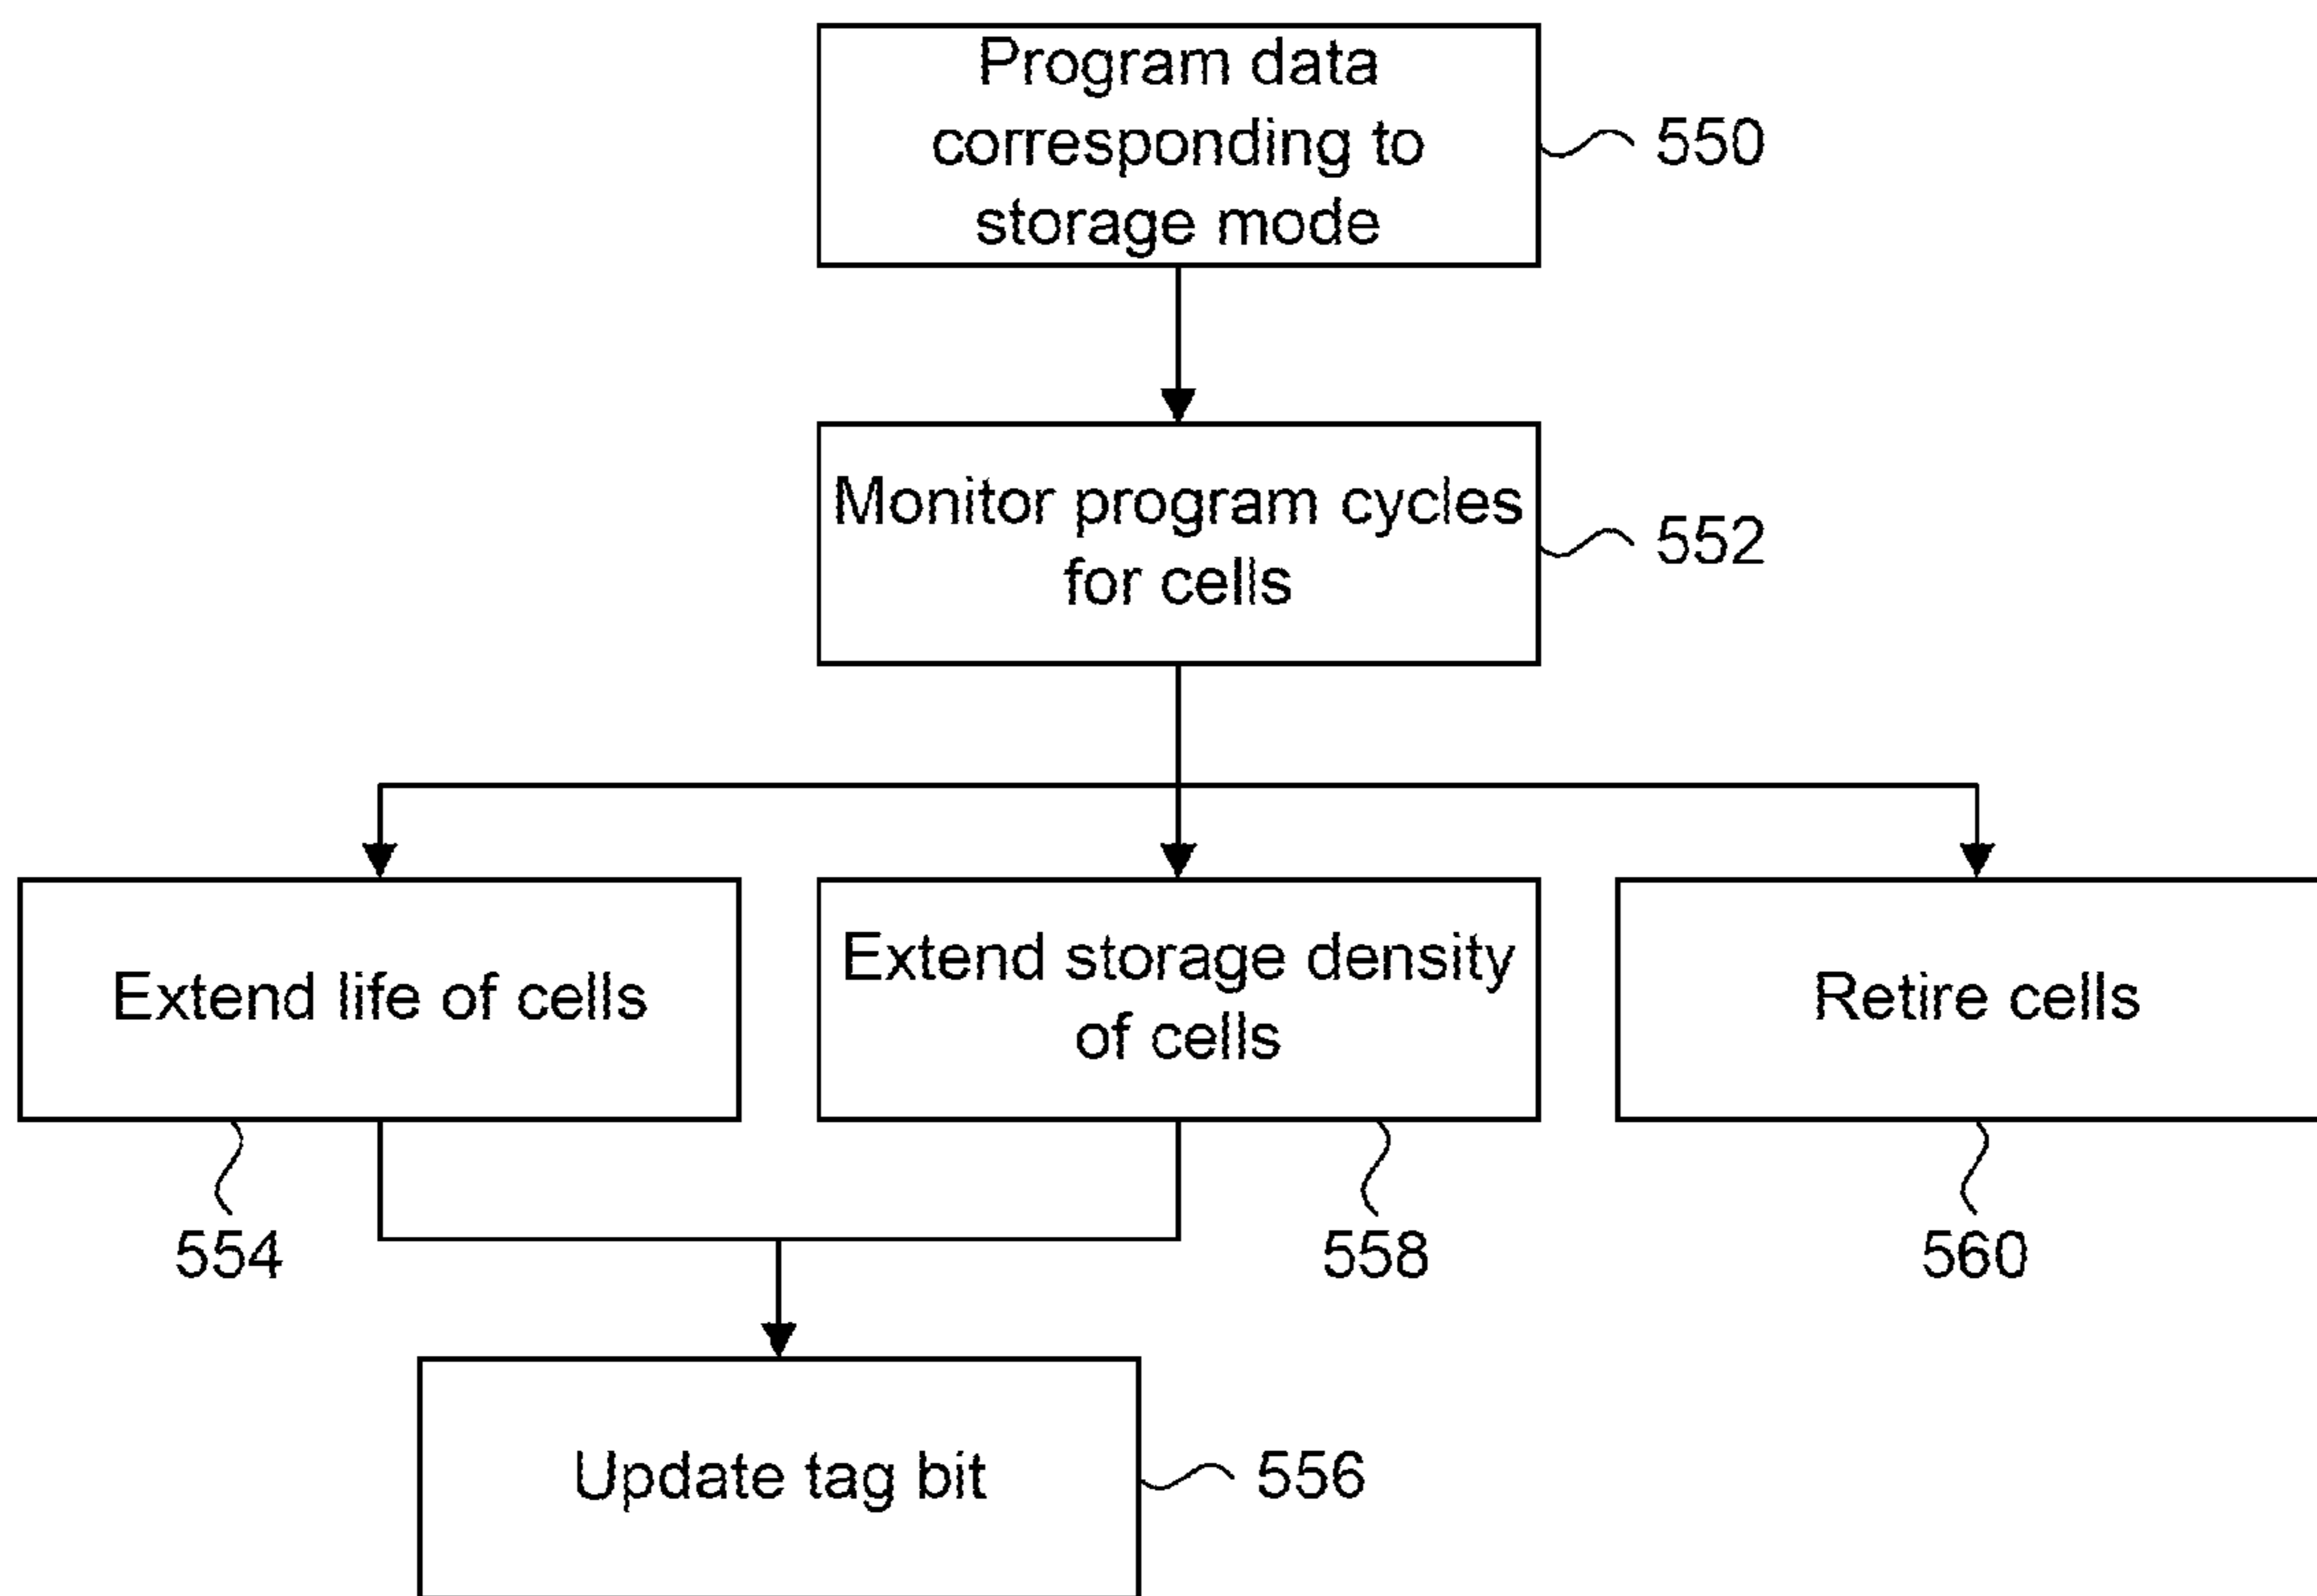 Program data
corresponding to
storage mode
550
Monitor program cycles
for cells
552
Extend life of cells
Extend storage density
of cells
Retire cells
554
558
560
Update tag bit
556